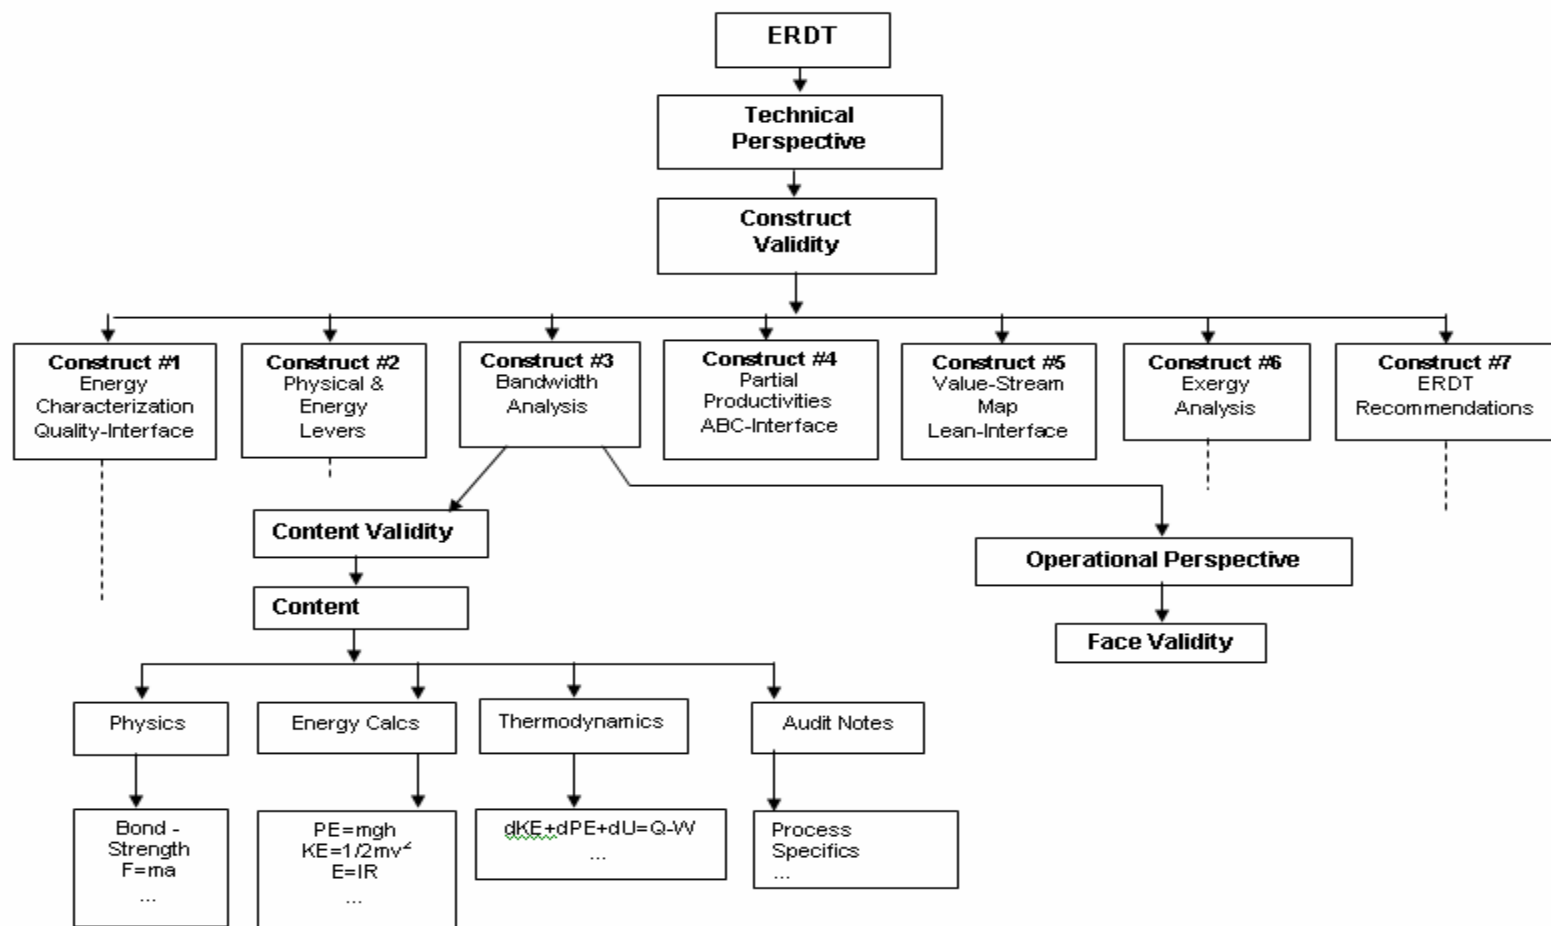 ERDT
Technical
Perspective
Construct
Validity
Construct #1
Energy
Characterization
Quality-Interface
Construct #2
Physical &
Energy
Levers
Construct #3
Bandwidth
Analysis
Construct #4
Partial
Productivities
ABC-Interface
Construct #5
Value-Stream
Map
Lean-Interface
Construct #6
Exergy
Analysis
Construct #7
ERDT
Recommendations
Content Validity
Content
Operational Perspective
Face Validity
Physics
Energy Calcs
Thermodynamics
Audit Notes
Bond -
Strength
F=ma
...
PE=mgh
KE=1/2mv²
E=IR
...
dKE+dPE+dU=Q-W
...
Process
Specifics
...